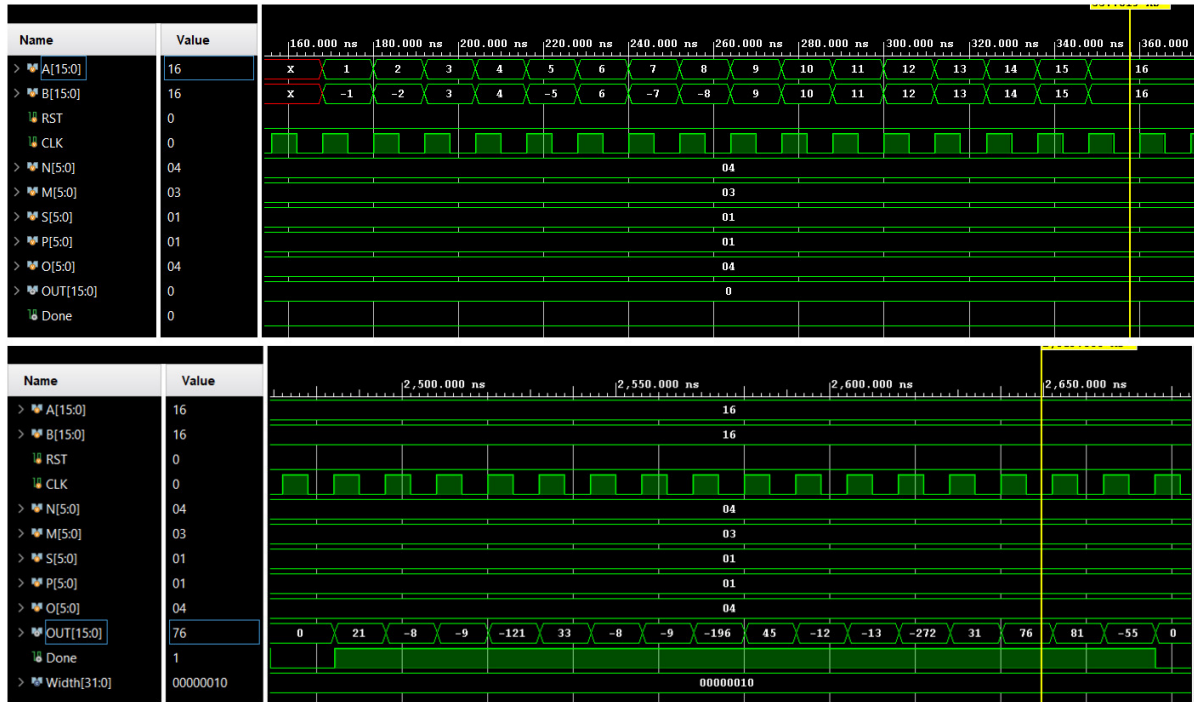 Name Value
160.000 ns 180.000 ns 200.000 ns 220.000 ns 240.000 ns 260.000 ns 280.000 ns 300.000 ns 320.000 ns 340.000 ns 360.000
A[15:0] 16 X 1 2 3 4 5 6 7 8 9 10 11 12 13 14 15 16
B[15:0] 16 X -1 -2 3 4 -5 6 -7 -8 9 10 11 12 13 14 15 16
RST 0
CLK 0
N[5:0] 04 04
M[5:0] 03 03
S[5:0] 01 01
P[5:0] 01 01
O[5:0] 04 04
OUT[15:0] 0 0
Done 0
Name Value
2,500.000 ns 2,550.000 ns 2,600.000 ns 2,650.000 ns
A[15:0] 16 16
B[15:0] 16 16
RST 0
CLK 0
N[5:0] 04 04
M[5:0] 03 03
S[5:0] 01 01
P[5:0] 01 01
O[5:0] 04 04
OUT[15:0] 76 0 21 -8 -9 -121 33 -8 -9 -196 45 -12 -13 -272 31 76 81 -55 0
Done 1
Width[31:0] 00000010 00000010